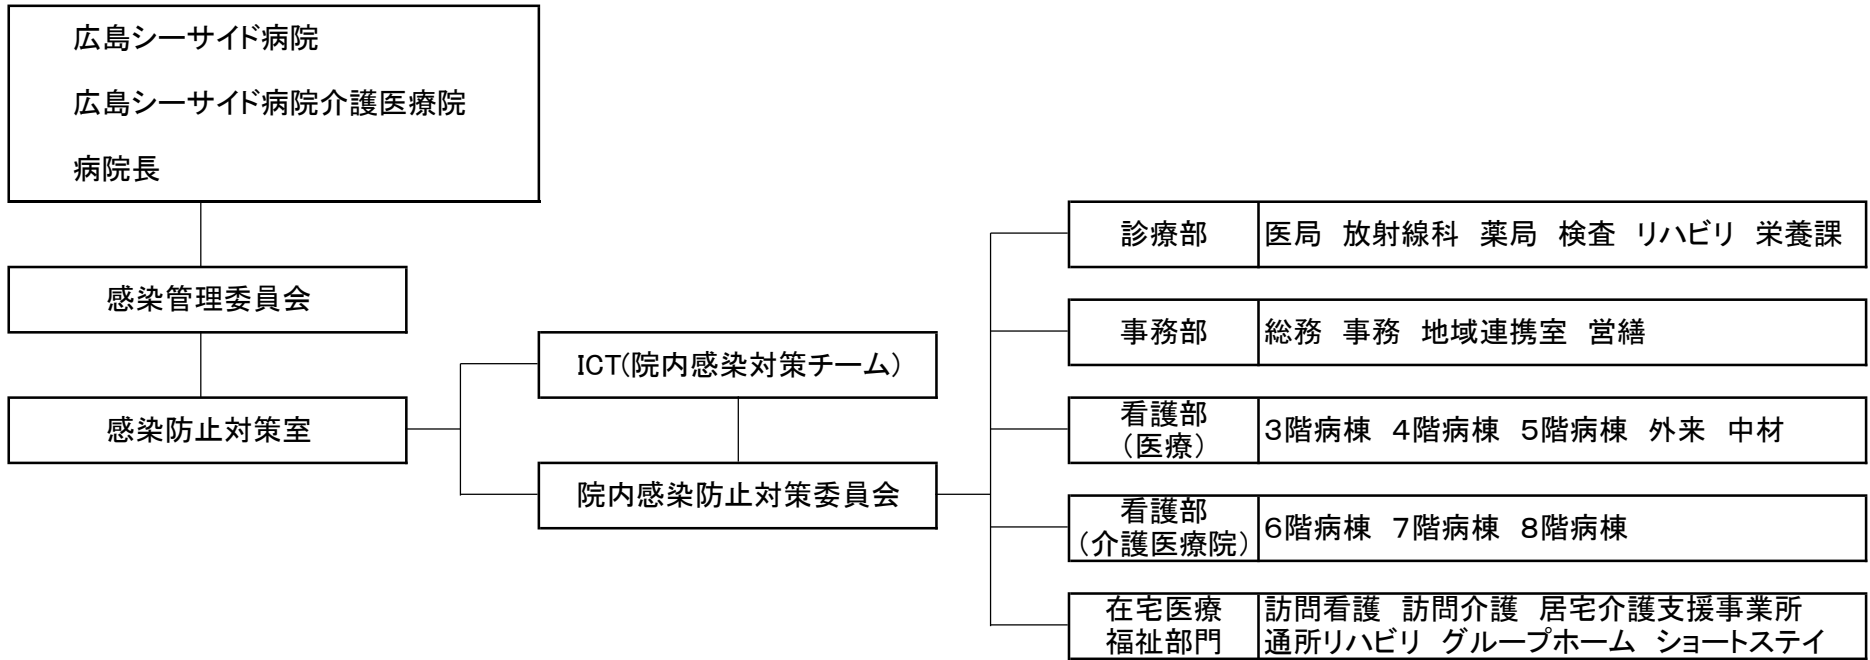 広島シーサイド病院
広島シーサイド病院介護医療院
病院長
感染管理委員会
感染防止対策室
ICT(院内感染対策チーム)
院内感染防止対策委員会
診療部
医局 放射線科 薬局 検査 リハビリ 栄養課
事務部
総務 事務 地域連携室 営繕
看護部
(医療)
3階病棟 4階病棟 5階病棟 外来 中材
看護部
(介護医療院)
6階病棟 7階病棟 8階病棟
在宅医療
福祉部門
訪問看護 訪問介護 居宅介護支援事業所
通所リハビリ グループホーム ショートステイ